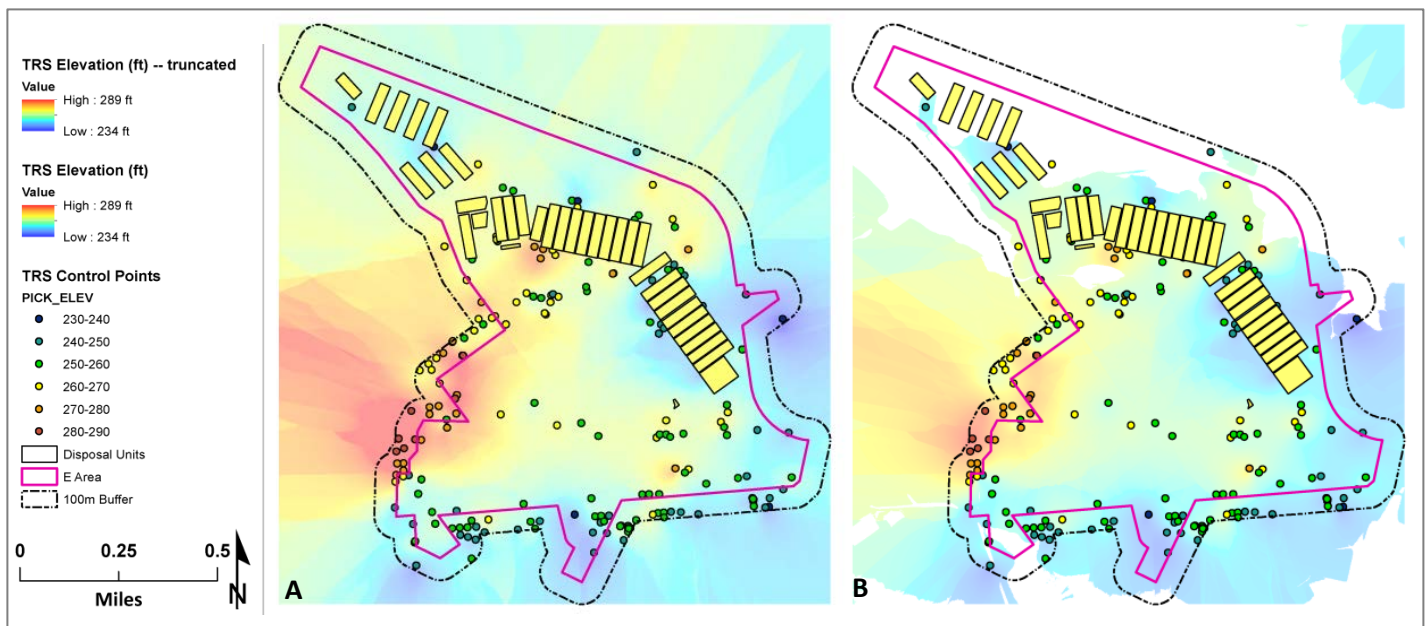 TRS Elevation (ft) -- truncated
Value
High : 289 ft
Low : 234 ft
TRS Elevation (ft)
Value
High : 289 ft
Low : 234 ft
TRS Control Points
PICK_ELEV
230-240
240-250
250-260
260-270
270-280
280-290
Disposal Units
E Area
100m Buffer
0 0.25 0.5
Miles
N
A
B